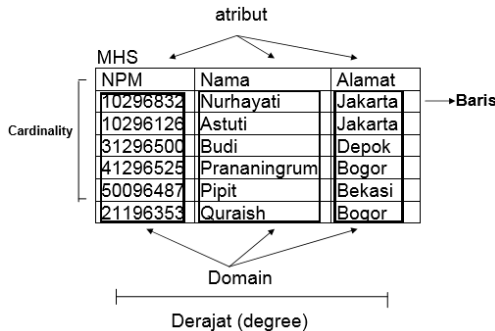 atribut
MHS
NPM Nama Alamat
10296832 Nurhayati Jakarta
Baris
10296126 Astuti Jakarta
Cardinality
31296500 Budi Depok
41296525 Prananingrum Bogor
50096487 Pipit Bekasi
21196353 Quraish Bogor
Domain
Derajat (degree)